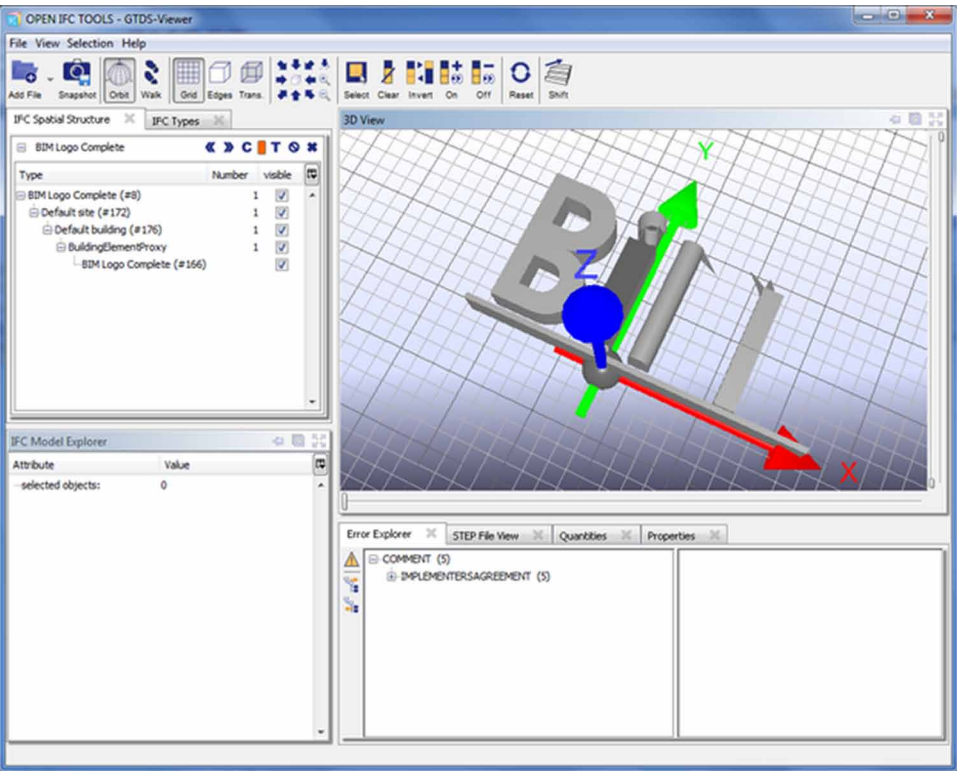 OPEN IFC TOOLS - GTDS-Viewer
File View Selection Help
Add File Snapshot Orbit Walk Grid Edges Trans. Select Clear Invert On Off Reset Shift
IFC Spatial Structure IFC Types
BIM Logo Complete C T
Type Number visible
BIM Logo Complete (#8) 1
Default site (#172) 1
Default building (#176) 1
BuildingElementProxy 1
BIM Logo Complete (#166)
3D View
Y
B
Z
X
IFC Model Explorer
Attribute Value
selected objects: 0
Error Explorer STEP File View Quantities Properties
COMMENT (5)
IMPLEMENTERSAGREEMENT (5)